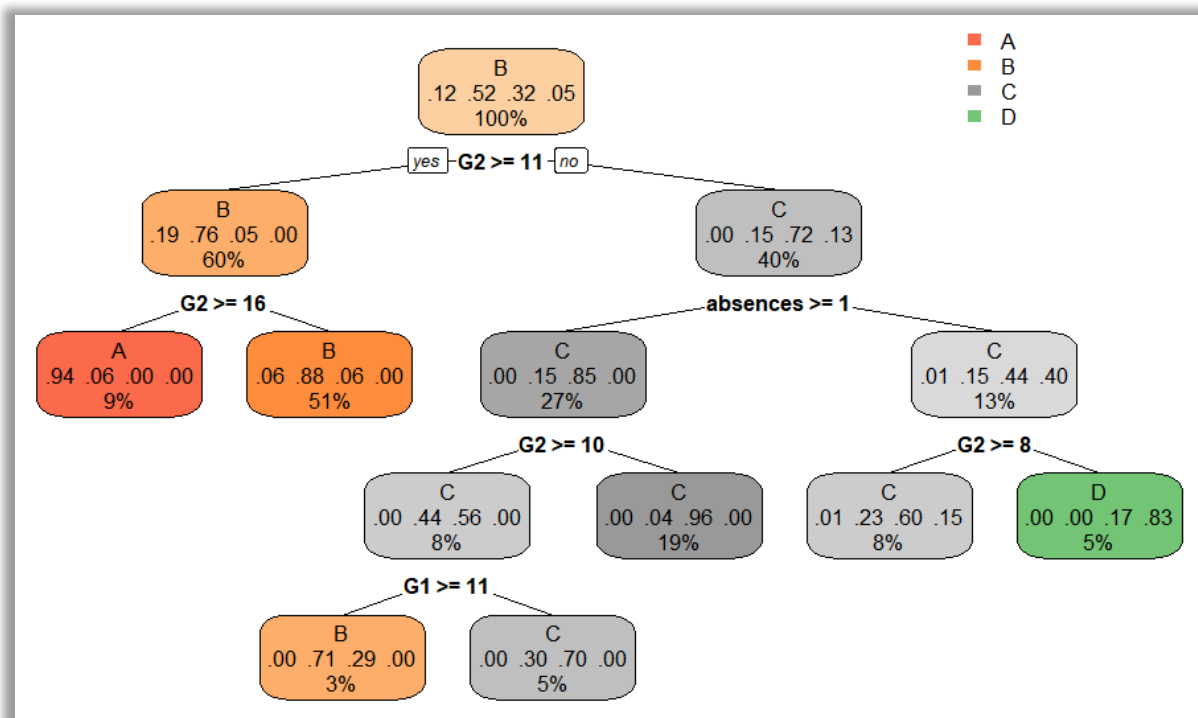 A
B
C
D
B
.12 .52 .32 .05
100%
yes G2 >= 11 no
B
.19 .76 .05 .00
60%
C
.00 .15 .72 .13
40%
G2 >= 16
absences >= 1
A
.94 .06 .00 .00
9%
B
.06 .88 .06 .00
51%
C
.00 .15 .85 .00
27%
C
.01 .15 .44 .40
13%
G2 >= 10
G2 >= 8
C
.00 .44 .56 .00
8%
C
.00 .04 .96 .00
19%
C
.01 .23 .60 .15
8%
D
.00 .00 .17 .83
5%
G1 >= 11
B
.00 .71 .29 .00
3%
C
.00 .30 .70 .00
5%